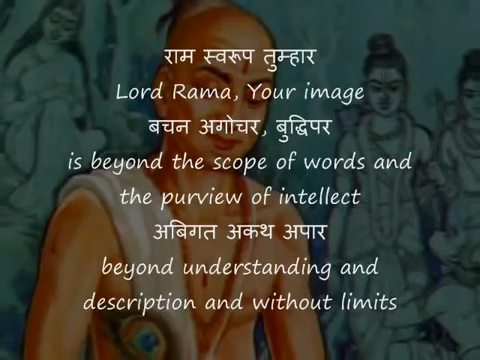 राम स्वरूप तुम्हार
Lord Rama, Your image
बचन अगोचर, बुद्धिपर
is beyond the scope of words and
the purview of intellect
अबिगत अकथ अपार
beyond understanding and
description and without limits